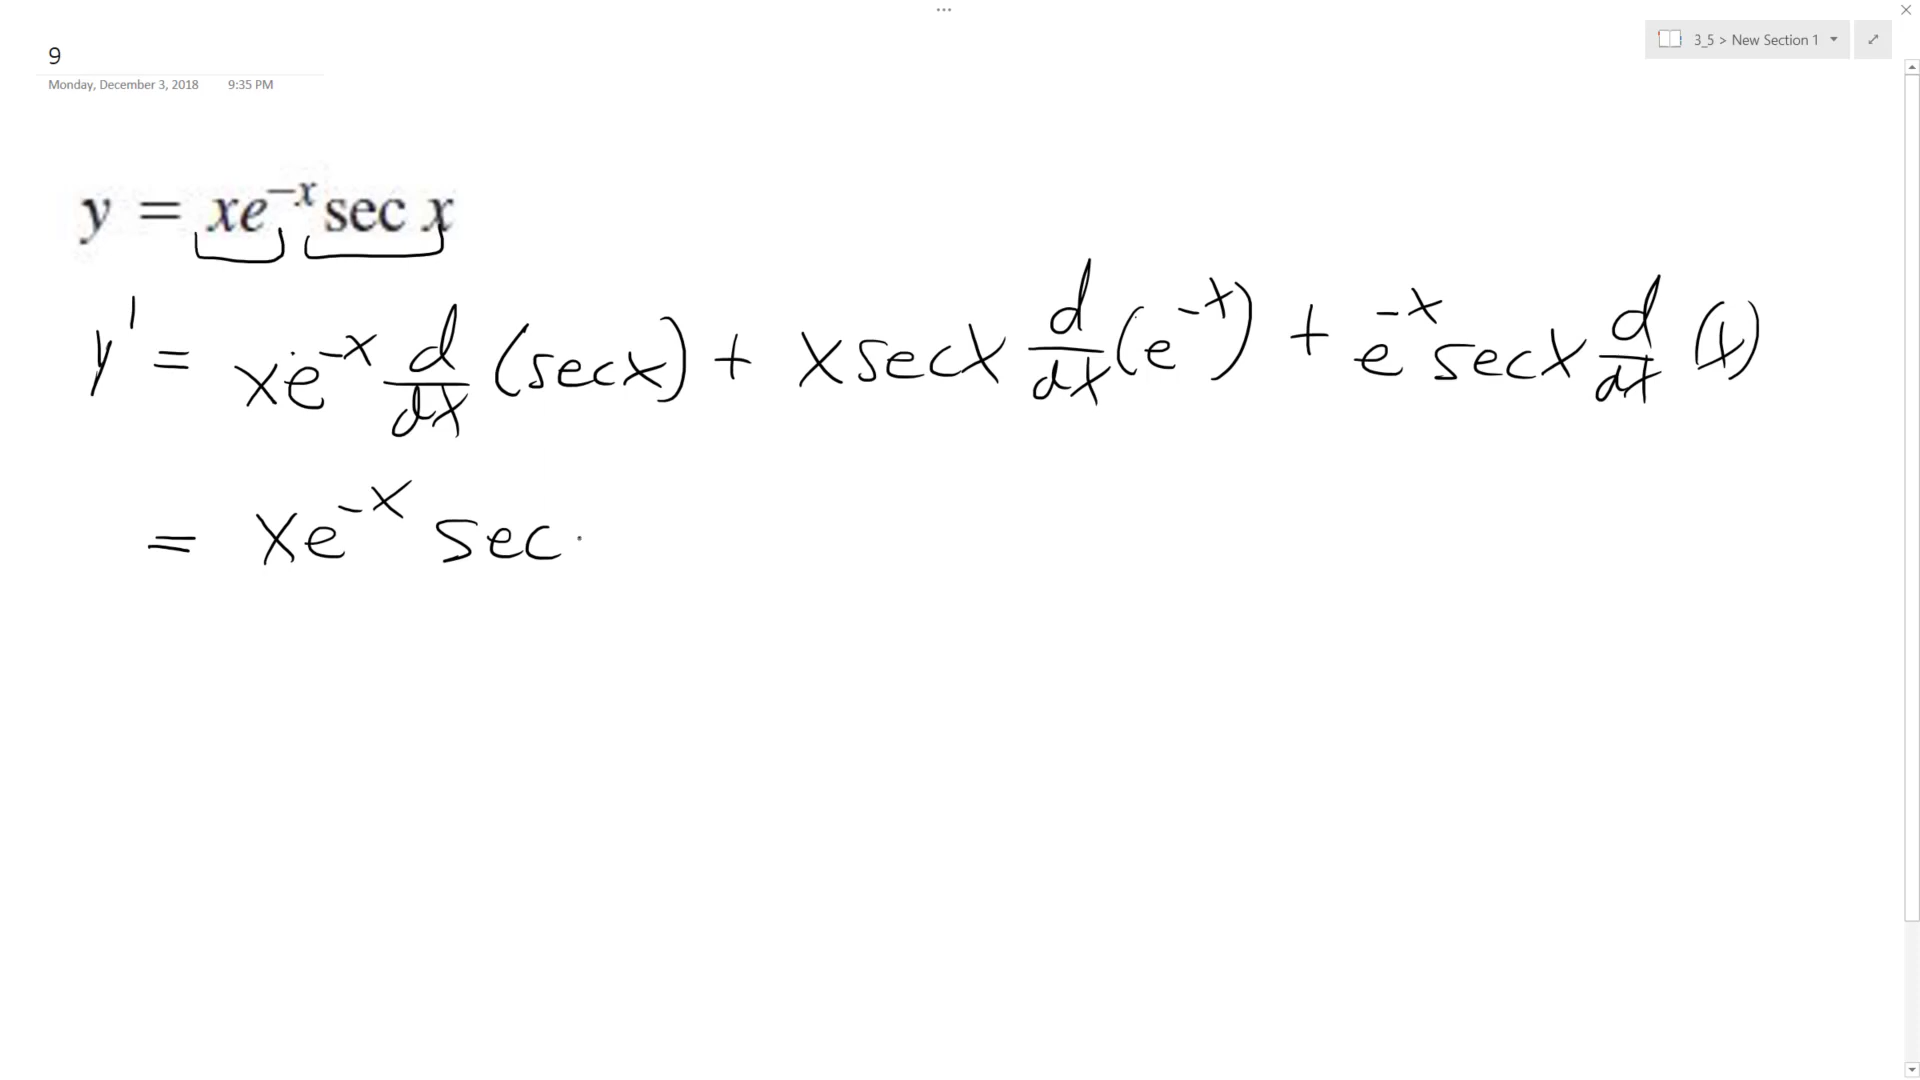 ...
3_5 > New Section 1
9
Monday, December 3, 2018 9:35 PM
y = xe^{-x} sec x
y' = xe^{-x} d/dx (sec x) + x sec x d/dx (e^{-x}) + e^{-x} sec x d/dx (x)
= xe^{-x} sec